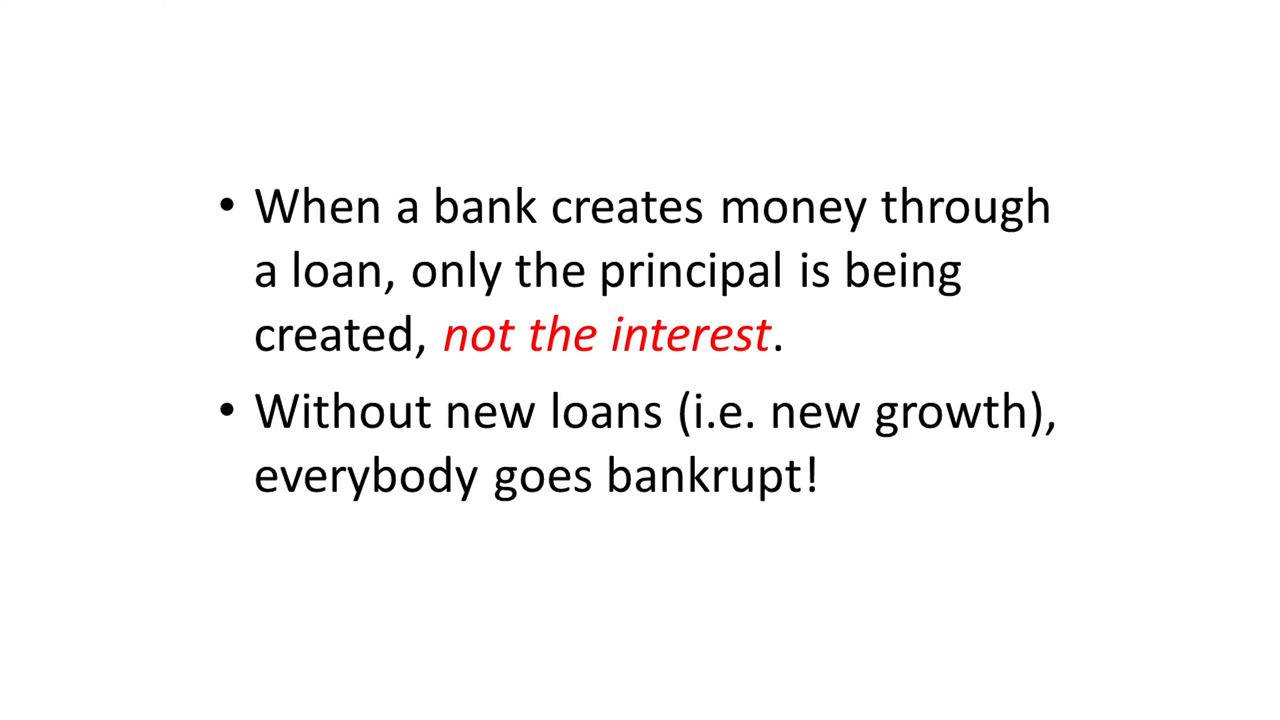 • When a bank creates money through
a loan, only the principal is being
created, not the interest.
• Without new loans (i.e. new growth),
everybody goes bankrupt!